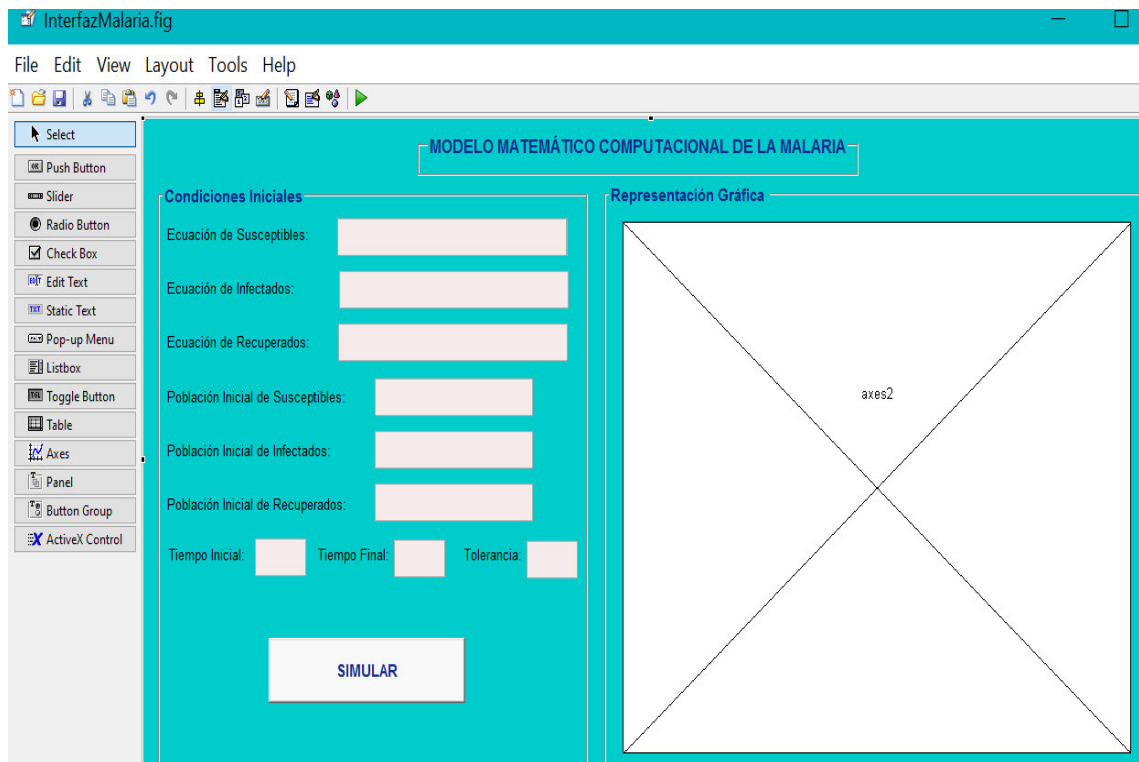 InterfazMalaria.fig
File Edit View Layout Tools Help
Select
Push Button
Slider
Radio Button
Check Box
Edit Text
Static Text
Pop-up Menu
Listbox
Toggle Button
Table
Axes
Panel
Button Group
ActiveX Control
MODELO MATEMÁTICO COMPUTACIONAL DE LA MALARIA
Condiciones Iniciales
Ecuación de Susceptibles:
Ecuación de Infectados:
Ecuación de Recuperados:
Población Inicial de Susceptibles:
Población Inicial de Infectados:
Población Inicial de Recuperados:
Tiempo Inicial: Tiempo Final: Tolerancia:
SIMULAR
Representación Gráfica
axes2